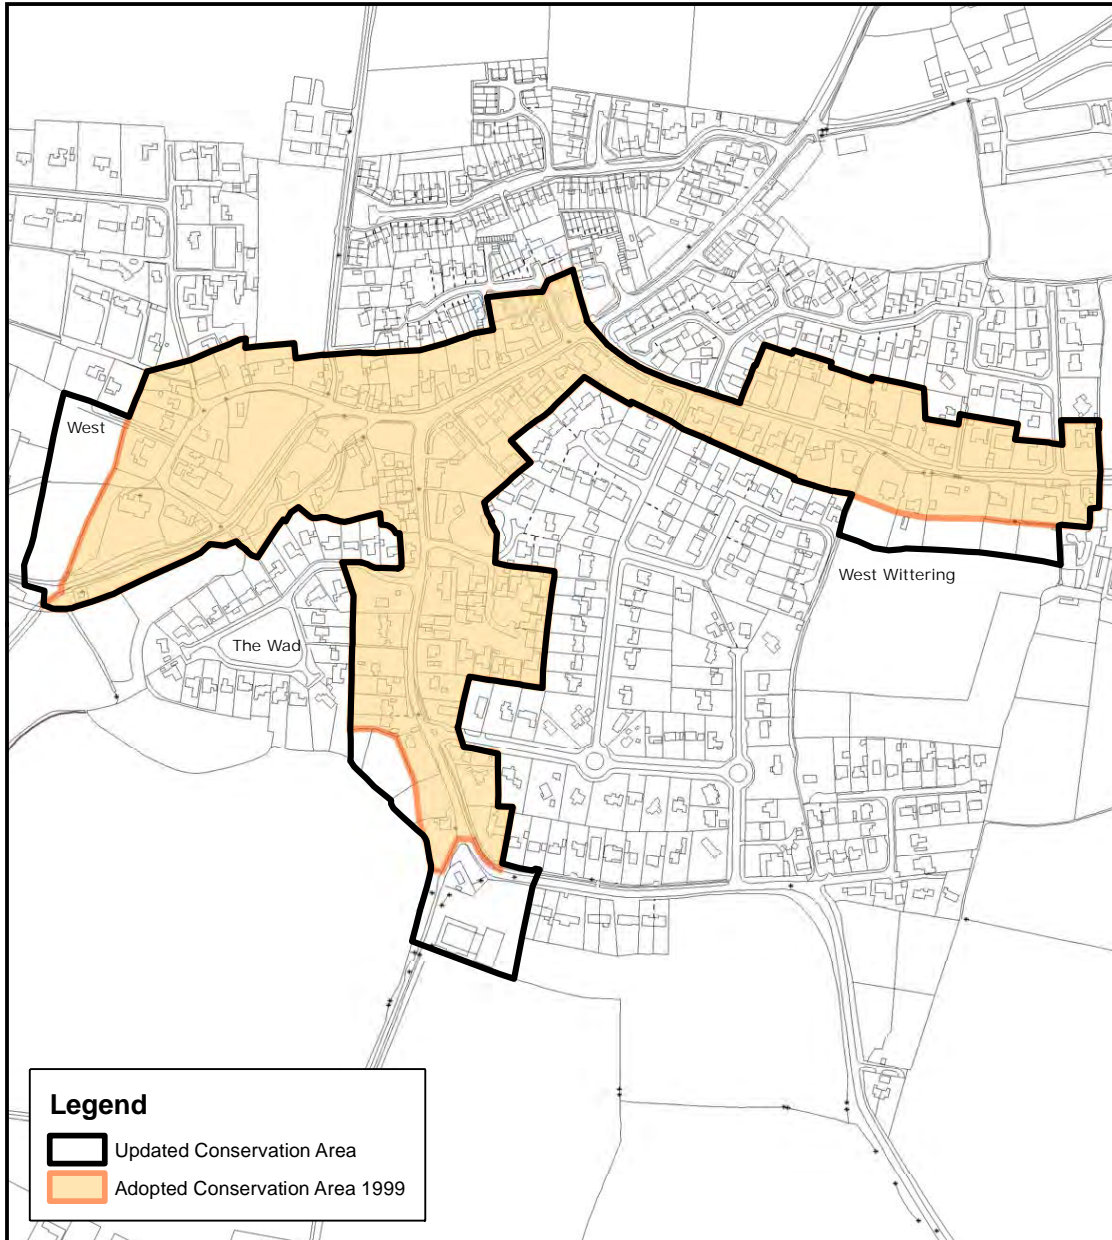 West
West Wittering
The Wad
Legend
Updated Conservation Area
Adopted Conservation Area 1999